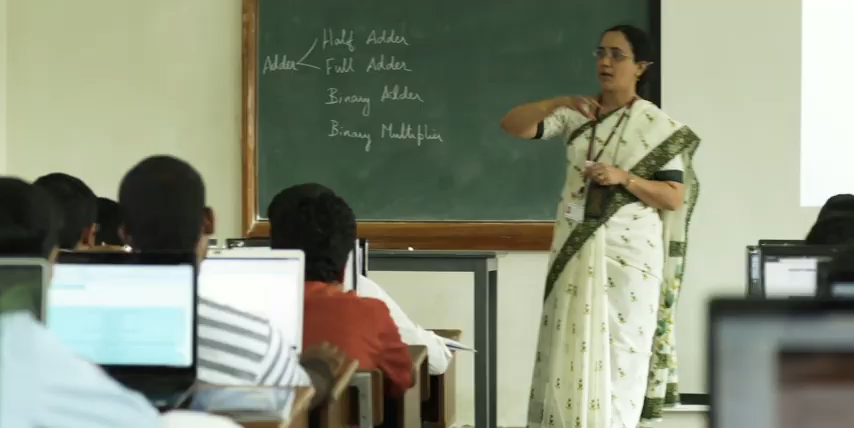 Half Adder
Adder
Full Adder
Binary Adder
Binary Multiplier